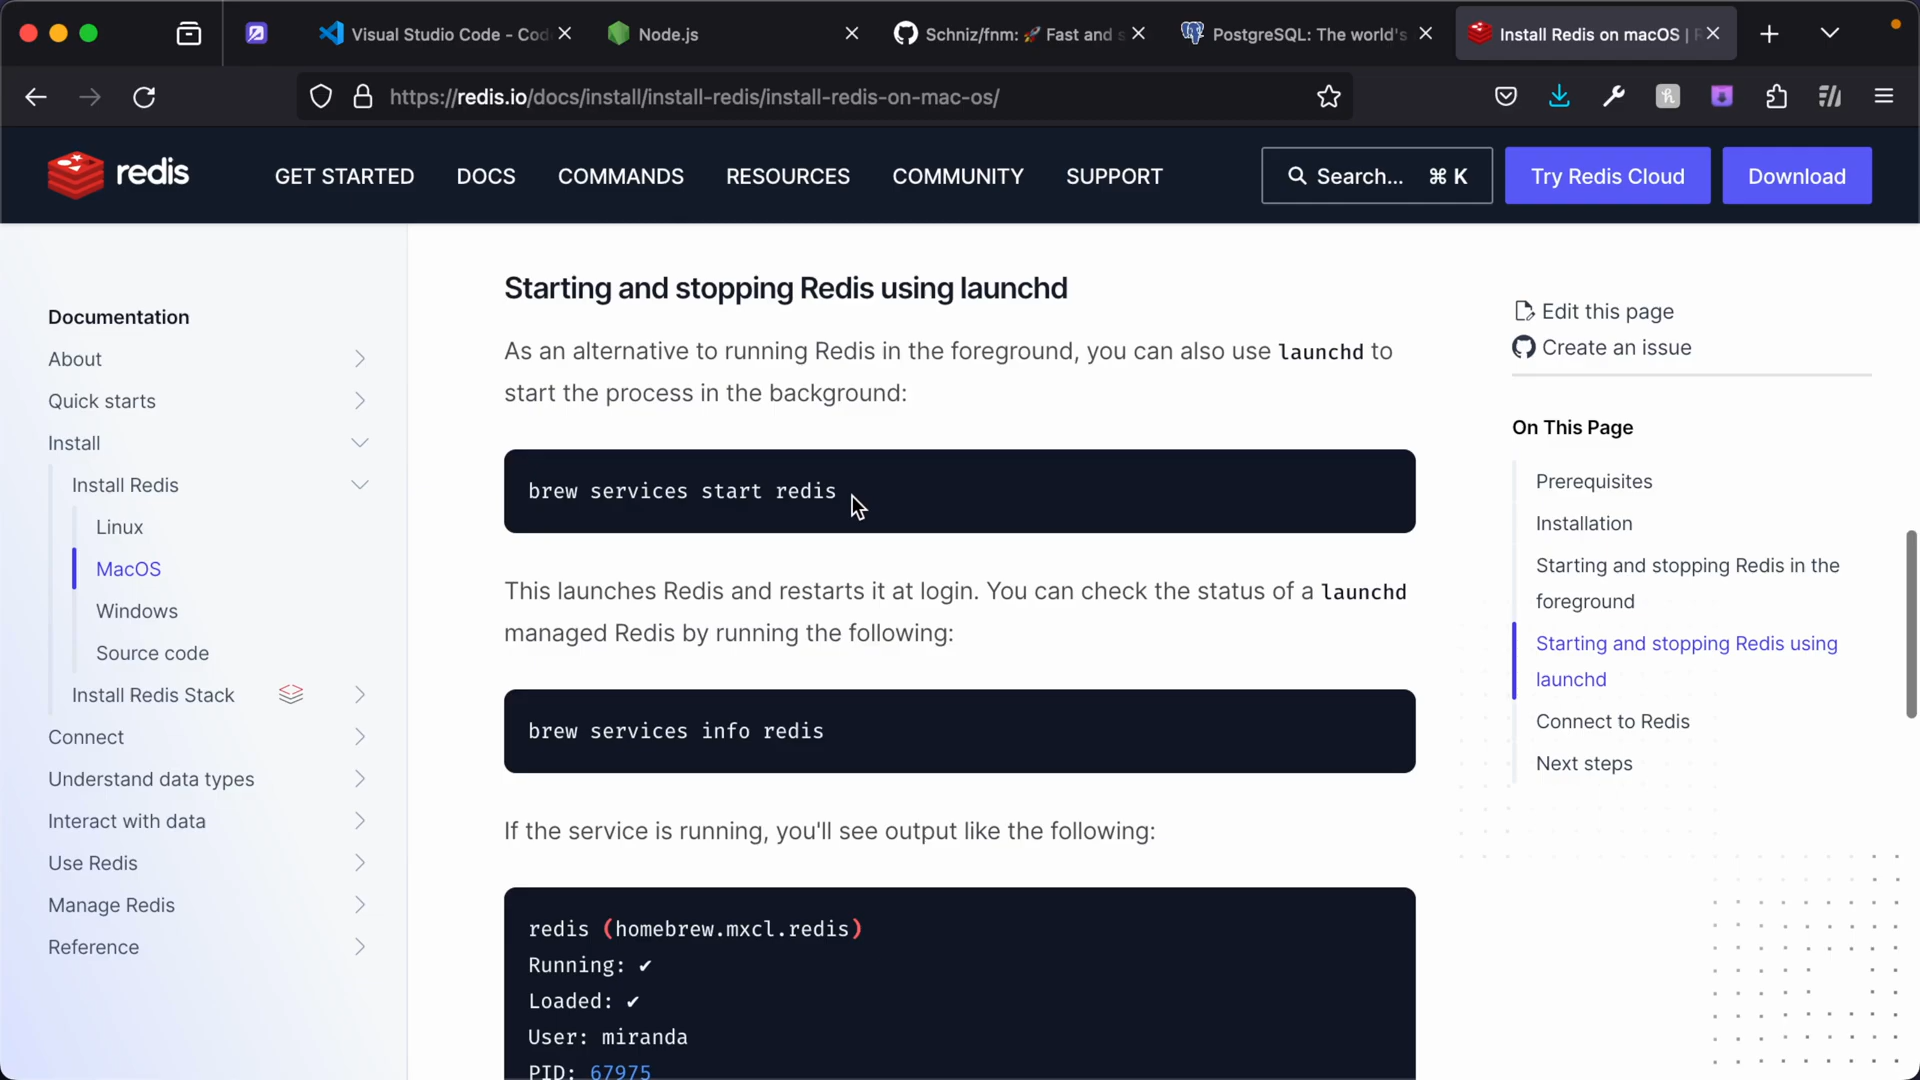 Visual Studio Code - Cod
Node.js
Schniz/fnm: 🚀 Fast and s
PostgreSQL: The world's
Install Redis on macOS | R
https://redis.io/docs/install/install-redis/install-redis-on-mac-os/
redis
GET STARTED
DOCS
COMMANDS
RESOURCES
COMMUNITY
SUPPORT
Search... ⌘ K
Try Redis Cloud
Download
Documentation
About
Quick starts
Install
Install Redis
Linux
MacOS
Windows
Source code
Install Redis Stack
Connect
Understand data types
Interact with data
Use Redis
Manage Redis
Reference
Starting and stopping Redis using launchd
As an alternative to running Redis in the foreground, you can also use launchd to
start the process in the background:
brew services start redis
This launches Redis and restarts it at login. You can check the status of a launchd
managed Redis by running the following:
brew services info redis
If the service is running, you'll see output like the following:
redis (homebrew.mxcl.redis)
Running: ✔
Loaded: ✔
User: miranda
PID: 67975
Edit this page
Create an issue
On This Page
Prerequisites
Installation
Starting and stopping Redis in the
foreground
Starting and stopping Redis using
launchd
Connect to Redis
Next steps